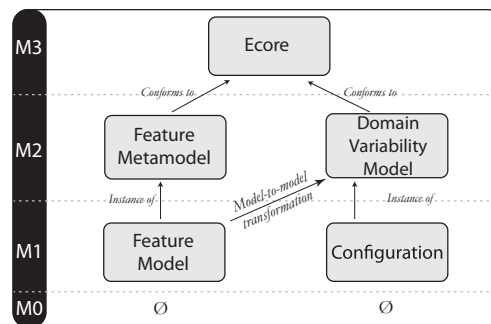 M3
Ecore
Conforms to
Conforms to
M2
Feature
Metamodel
Domain
Variability
Model
Instance of
Model-to-model
transformation
Instance of
M1
Feature
Model
Configuration
M0
Ø
Ø